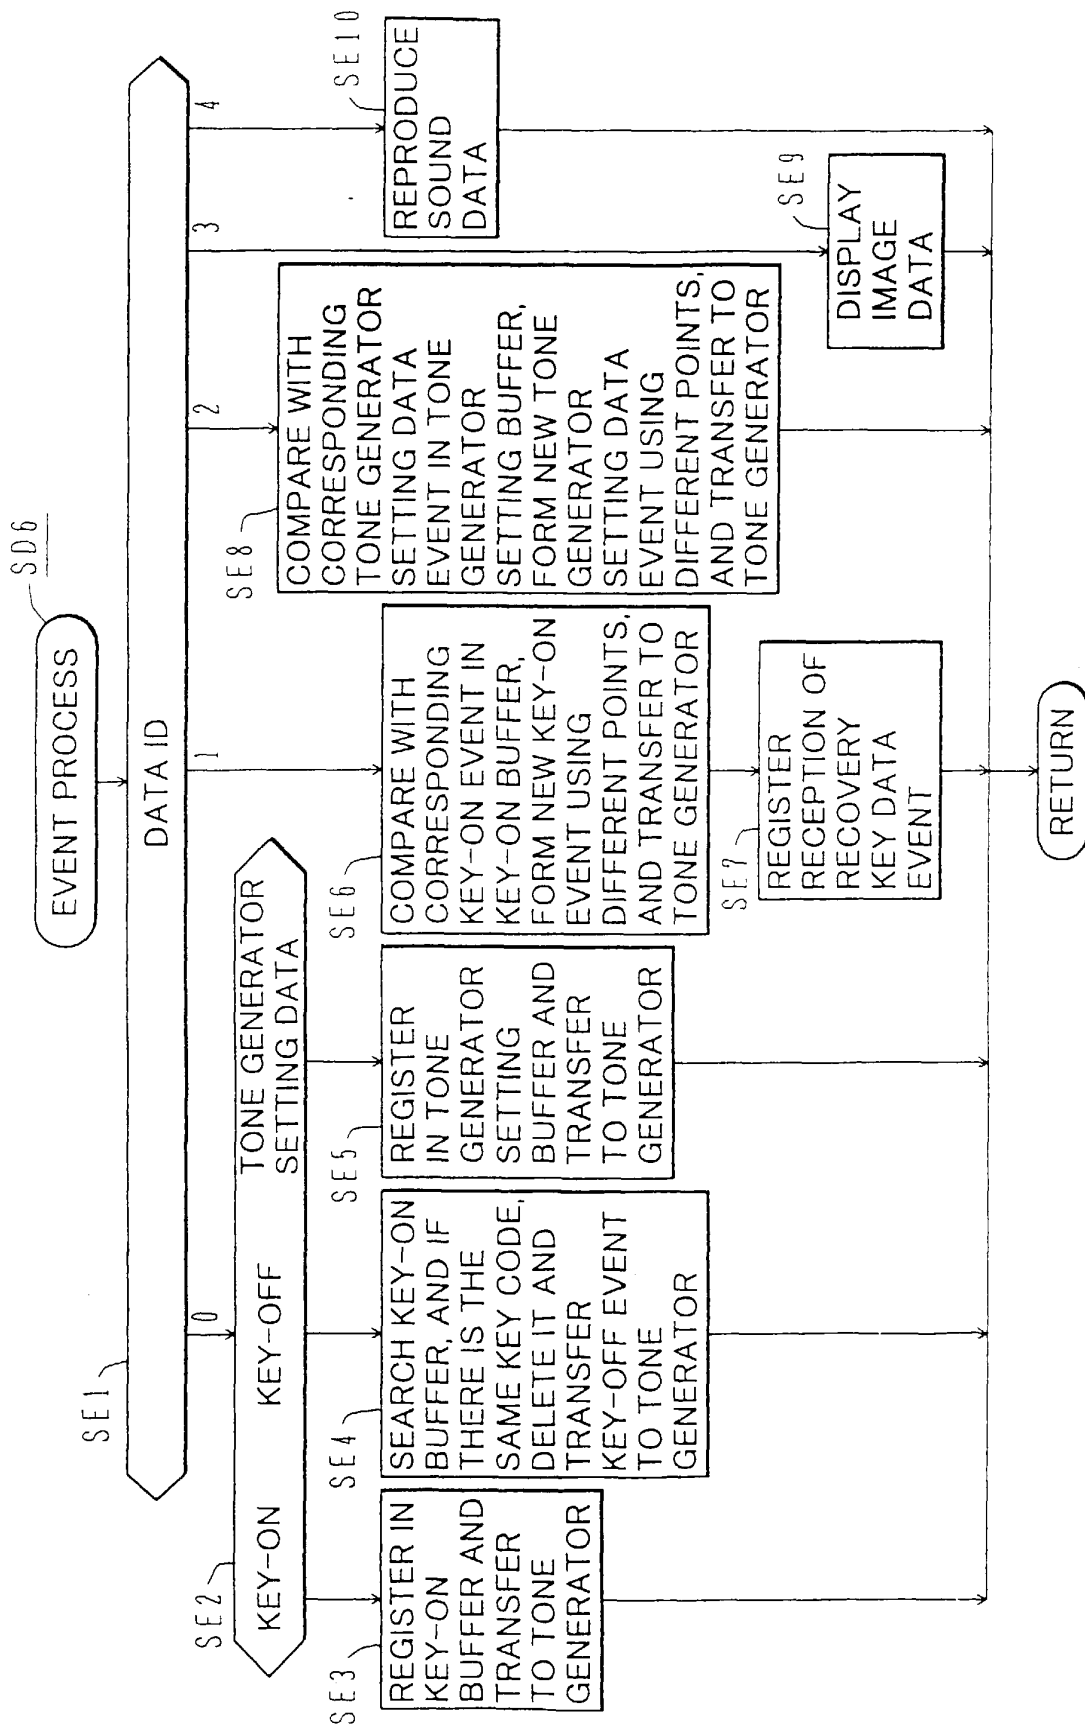 EVENT PROCESS
SD6
SE1
DATA ID
0
1
2
3
4
SE2
KEY-ON
KEY-OFF
TONE GENERATOR
SETTING DATA
SE3
REGISTER IN
KEY-ON
BUFFER AND
TRANSFER
TO TONE
GENERATOR
SE4
SEARCH KEY-ON
BUFFER, AND IF
THERE IS THE
SAME KEY CODE,
DELETE IT AND
TRANSFER
KEY-OFF EVENT
TO TONE
GENERATOR
SE5
REGISTER
IN TONE
GENERATOR
SETTING
BUFFER AND
TRANSFER
TO TONE
GENERATOR
SE6
COMPARE WITH
CORRESPONDING
KEY-ON EVENT IN
KEY-ON BUFFER,
FORM NEW KEY-ON
EVENT USING
DIFFERENT POINTS,
AND TRANSFER TO
TONE GENERATOR
SE7
REGISTER
RECEPTION OF
RECOVERY
KEY DATA
EVENT
SE8
COMPARE WITH
CORRESPONDING
TONE GENERATOR
SETTING DATA
EVENT IN TONE
GENERATOR
SETTING BUFFER,
FORM NEW TONE
GENERATOR
SETTING DATA
EVENT USING
DIFFERENT POINTS,
AND TRANSFER TO
TONE GENERATOR
SE9
DISPLAY
IMAGE
DATA
SE10
REPRODUCE
SOUND
DATA
RETURN